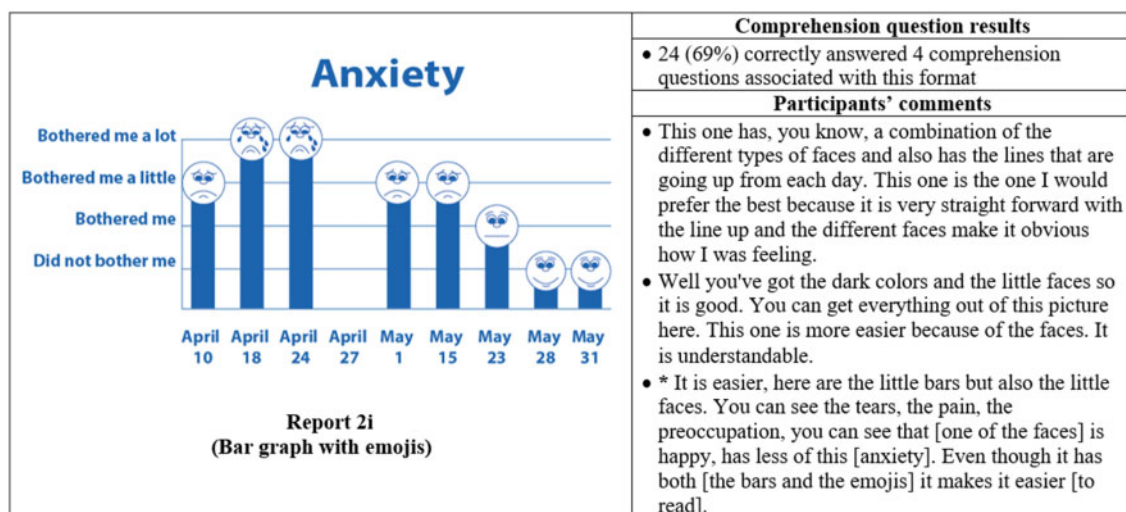 Anxiety
Bothered me a lot
Bothered me a little
Bothered me
Did not bother me
April April April April May May May May May
10 18 24 27 1 15 23 28 31
Report 2i
(Bar graph with emojis)
Comprehension question results
• 24 (69%) correctly answered 4 comprehension
questions associated with this format
Participants’ comments
• This one has, you know, a combination of the
different types of faces and also has the lines that are
going up from each day. This one is the one I would
prefer the best because it is very straight forward with
the line up and the different faces make it obvious
how I was feeling.
• Well you've got the dark colors and the little faces so
it is good. You can get everything out of this picture
here. This one is more easier because of the faces. It
is understandable.
• * It is easier, here are the little bars but also the little
faces. You can see the tears, the pain, the
preoccupation, you can see that [one of the faces] is
happy, has less of this [anxiety]. Even though it has
both [the bars and the emojis] it makes it easier [to
read].